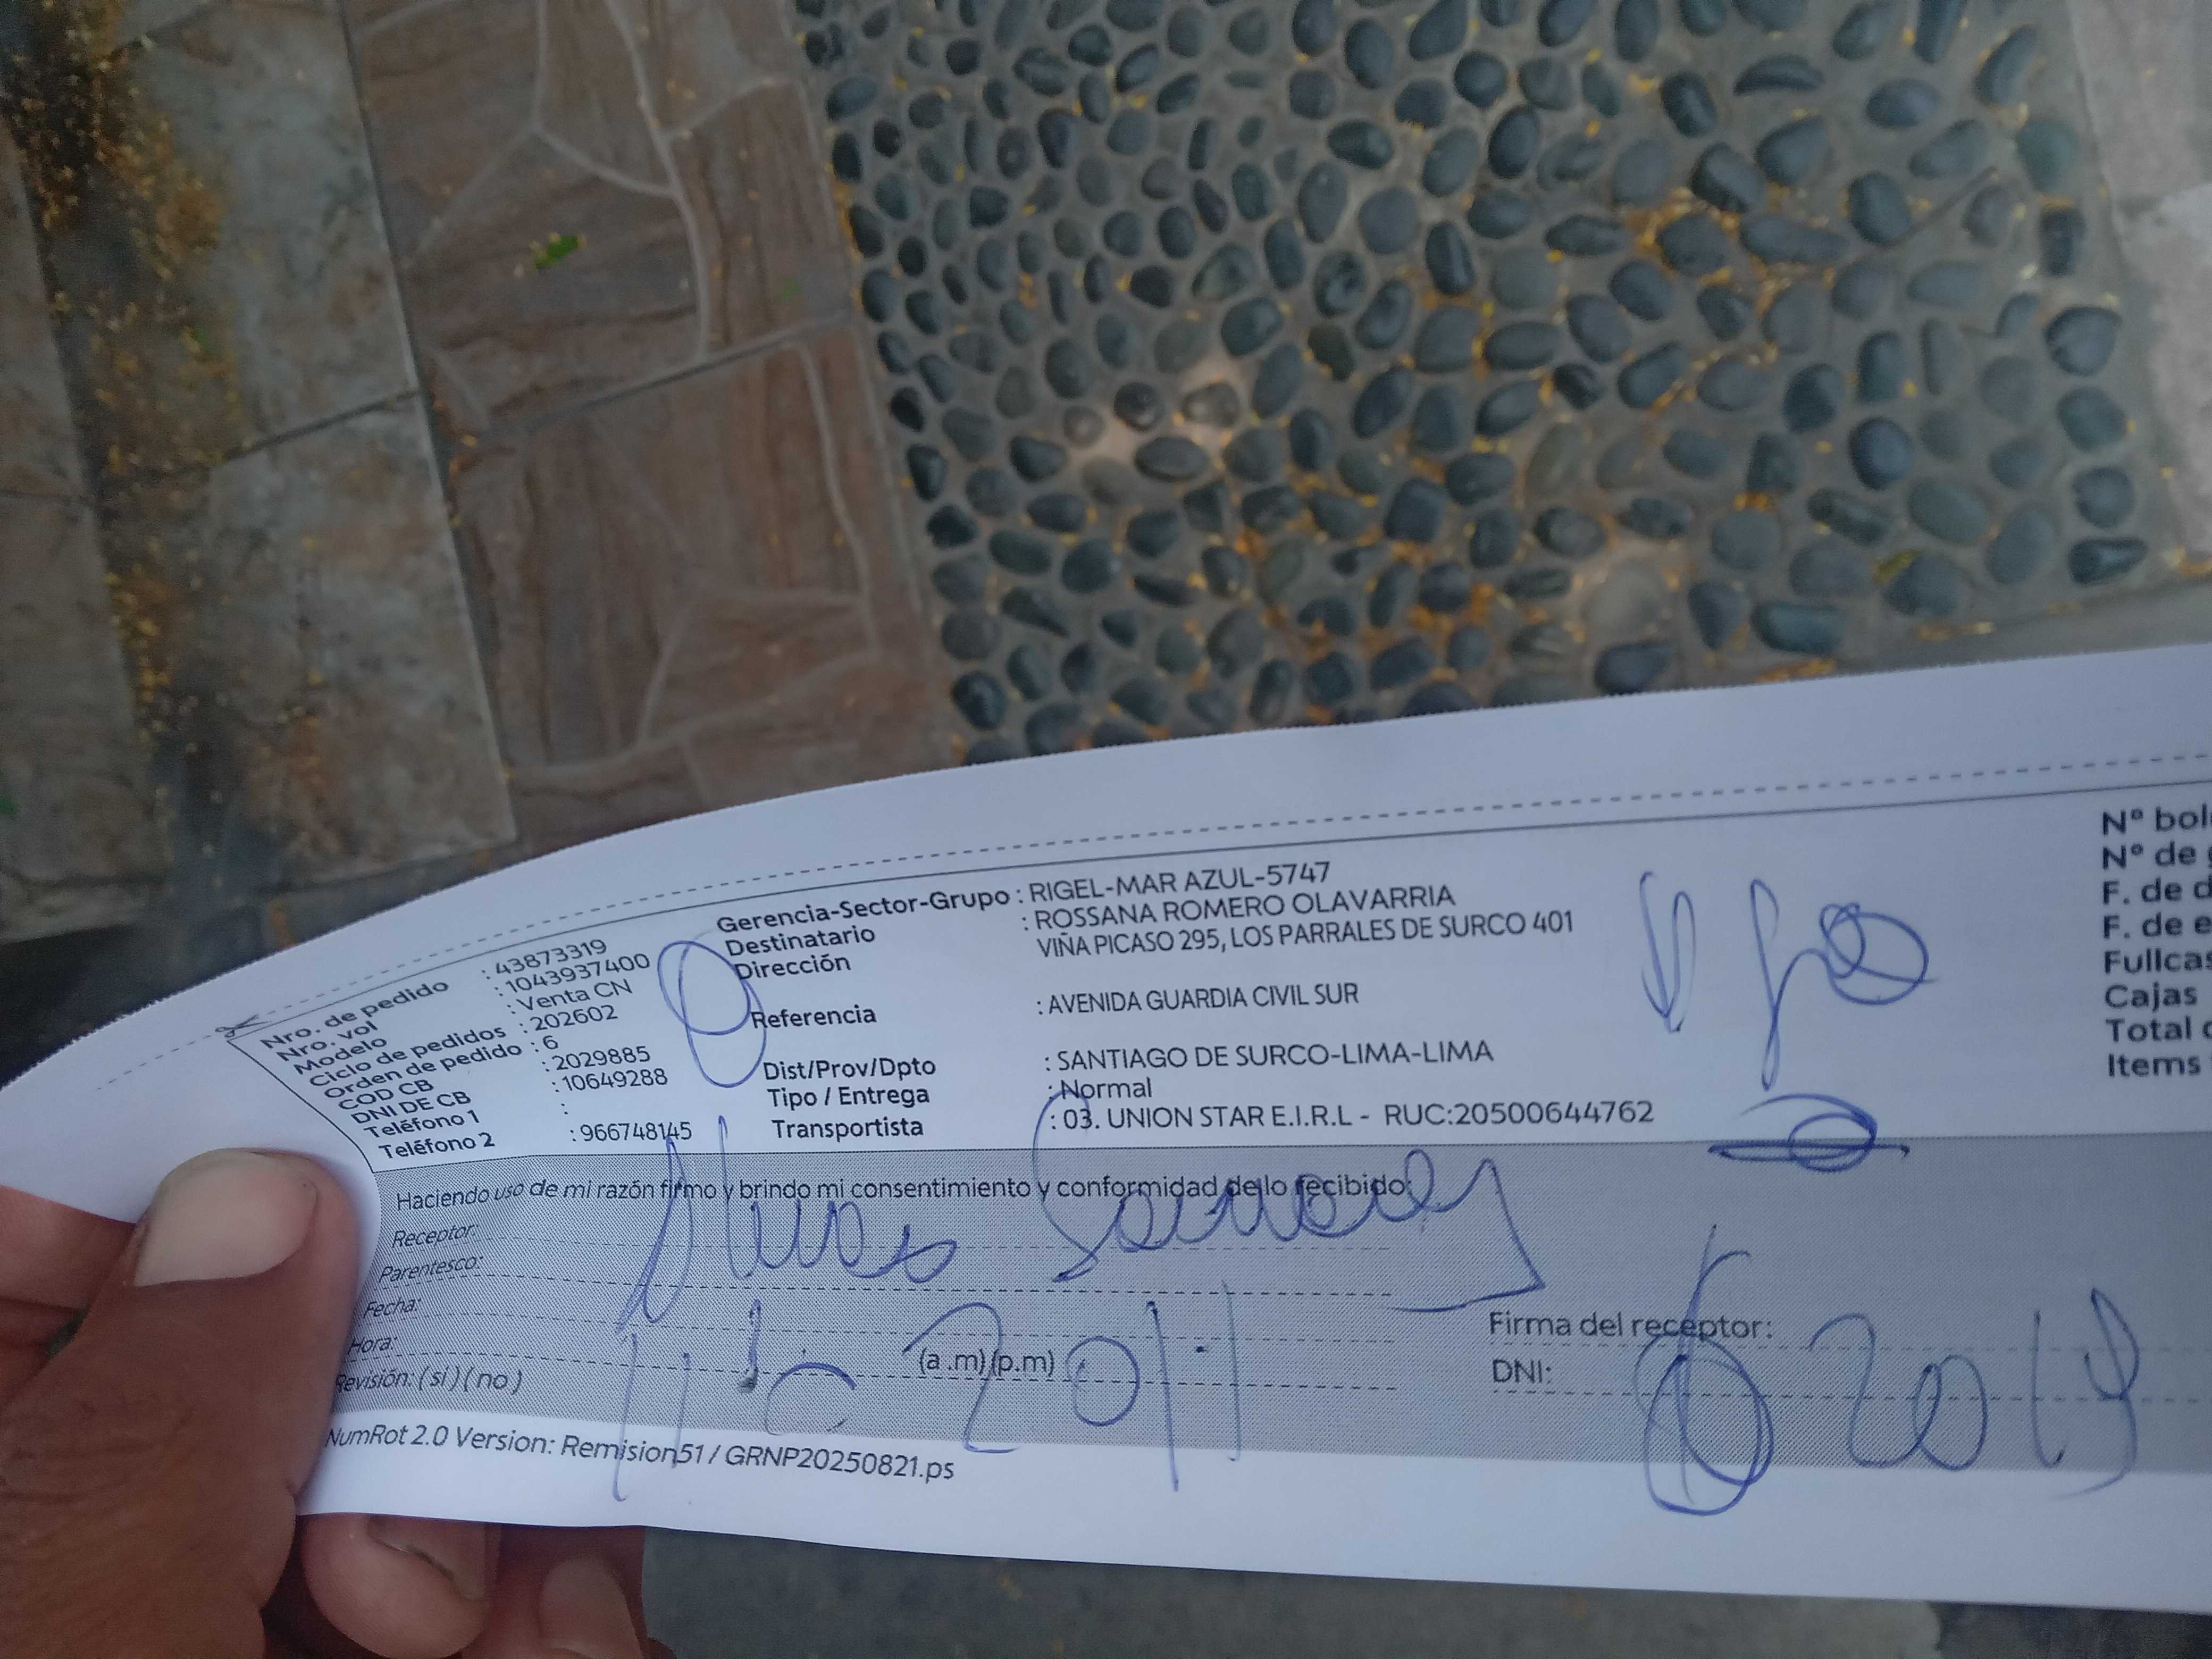 Nro. de pedido : 43873319
Nro. vol : 1043937400
Modelo : Venta CN
Ciclo de pedidos : 202602
Orden de pedido : 6
COD CB : 2029885
DNI DE CB : 10649288
Teléfono 1 :
Teléfono 2 : 966748145
Gerencia-Sector-Grupo : RIGEL-MAR AZUL-5747
Destinatario : ROSSANA ROMERO OLAVARRIA
Dirección VIÑA PICASO 295, LOS PARRALES DE SURCO 401
Referencia : AVENIDA GUARDIA CIVIL SUR
Dist/Prov/Dpto : SANTIAGO DE SURCO-LIMA-LIMA
Tipo / Entrega : Normal
Transportista : 03. UNION STAR E.I.R.L - RUC:20500644762
Nº bol
Nº de
F. de d
F. de e
Fullcas
Cajas
Total
Items
Haciendo uso de mi razón firmo y brindo mi consentimiento y conformidad de lo recibido:
Receptor:
Parentesco:
Fecha:
Hora: (a.m)(p.m)
Revisión: (si) (no)
Firma del receptor:
DNI:
NumRot 2.0 Version: Remision51 / GRNP20250821.ps